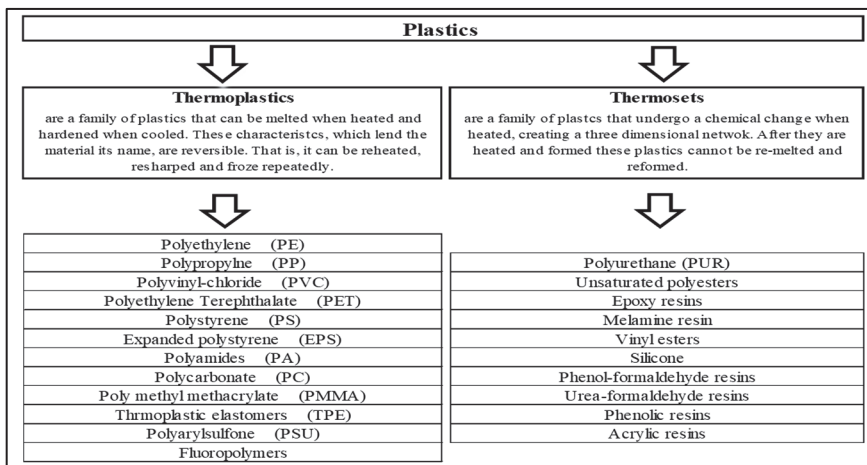 Plastics
Thermoplastics
are a family of plastics that can be melted when heated and
hardened when cooled. These characteristcs, which lend the
material its name, are reversible. That is, it can be reheated,
resharped and froze repeatedly.
Thermosets
are a family of plastcs that undergo a chemical change when
heated, creating a three dimensional netwok. After they are
heated and formed these plastics cannot be re-melted and
reformed.
Polyethylene (PE)
Polypropylne (PP)
Polyvinyl-chloride (PVC)
Polyethylene Terephthalate (PET)
Polystyrene (PS)
Expanded polystyrene (EPS)
Polyamides (PA)
Polycarbonate (PC)
Poly methyl methacrylate (PMMA)
Thrmoplastic elastomers (TPE)
Polyarylsulfone (PSU)
Fluoropolymers
Polyurethane (PUR)
Unsaturated polyesters
Epoxy resins
Melamine resin
Vinyl esters
Silicone
Phenol-formaldehyde resins
Urea-formaldehyde resins
Phenolic resins
Acrylic resins